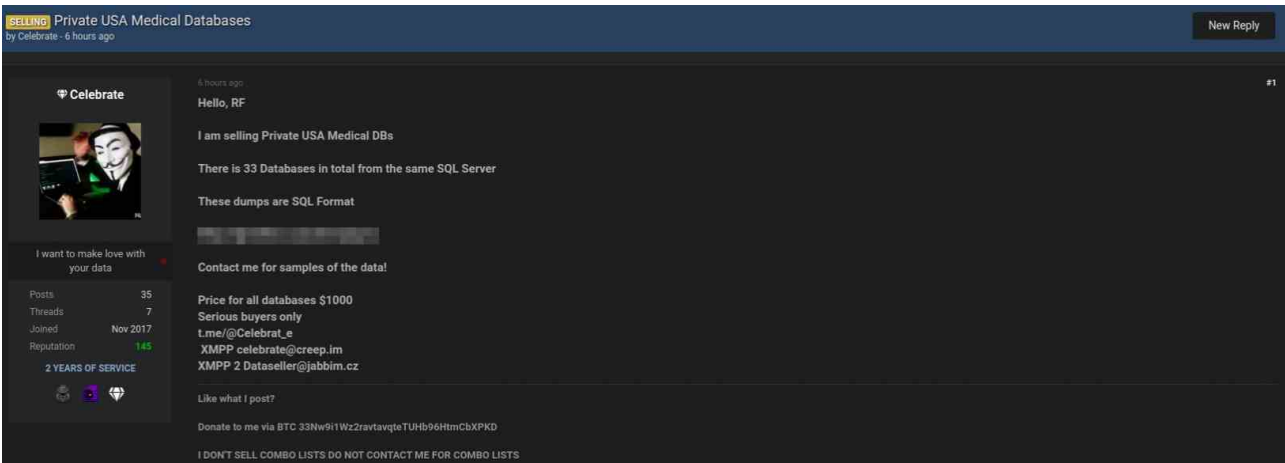 SELLING Private USA Medical Databases
by Celebrate - 6 hours ago
New Reply
Celebrate
I want to make love with
your data
Posts 35
Threads 7
Joined Nov 2017
Reputation 145
2 YEARS OF SERVICE
6 hours ago
#1
Hello, RF
I am selling Private USA Medical DBs
There is 33 Databases in total from the same SQL Server
These dumps are SQL Format
Contact me for samples of the data!
Price for all databases $1000
Serious buyers only
t.me/@Celebrat_e
XMPP celebrate@creep.im
XMPP 2 Dataseller@jabbim.cz
Like what I post?
Donate to me via BTC 33Nw9i1Wz2ravtavqteTUHb96HtmCbXPKD
I DON'T SELL COMBO LISTS DO NOT CONTACT ME FOR COMBO LISTS